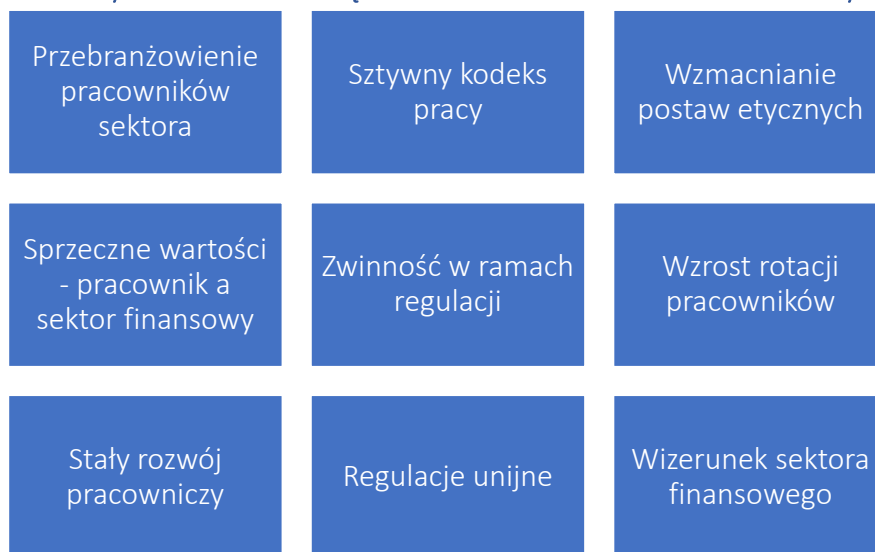 Przebranżowienie
pracowników
sektora
Sztywny kodeks
pracy
Wzmacnianie
postaw etycznych
Sprzeczne wartości
- pracownik a
sektor finansowy
Zwinność w ramach
regulacji
Wzrost rotacji
pracowników
Stały rozwój
pracowniczy
Regulacje unijne
Wizerunek sektora
finansowego